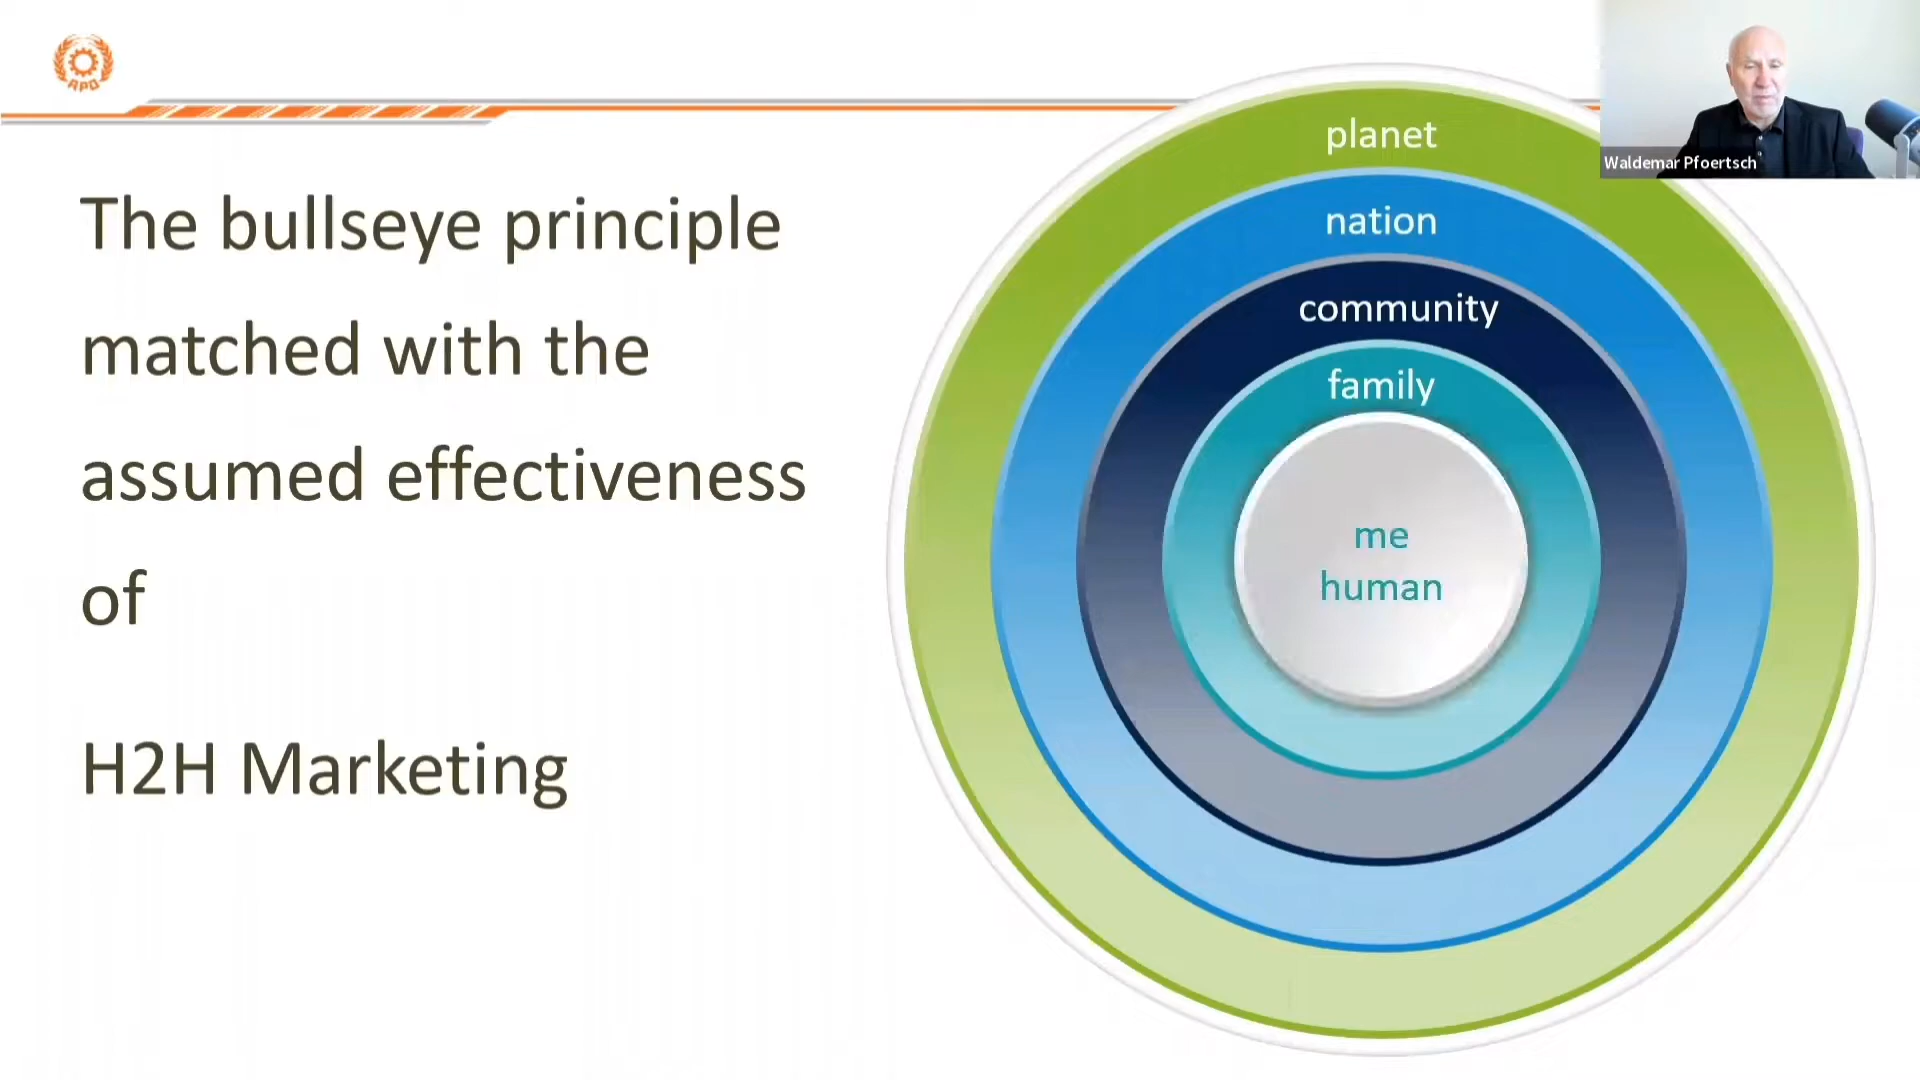 APO
The bullseye principle
matched with the
assumed effectiveness
of
H2H Marketing
planet
nation
community
family
me
human
Waldemar Pfoertsch